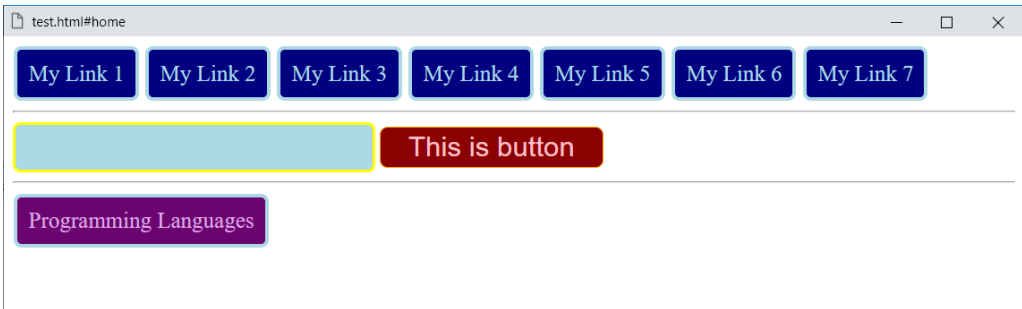 test.html#home
My Link 1 My Link 2 My Link 3 My Link 4 My Link 5 My Link 6 My Link 7
This is button
Programming Languages